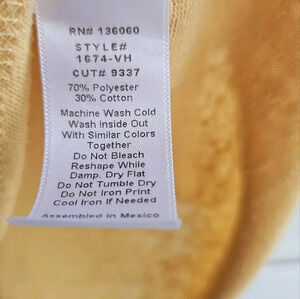 RN# 136060
STYLE#
1674-VH
CUT# 9337
70% Polyester
30% Cotton
Machine Wash Cold
Wash Inside Out
With Similar Colors
Together
Do Not Bleach
Reshape While
Damp. Dry Flat
Do Not Tumble Dry
Do Not Iron Print
Cool Iron If Needed
Assembled in Mexico